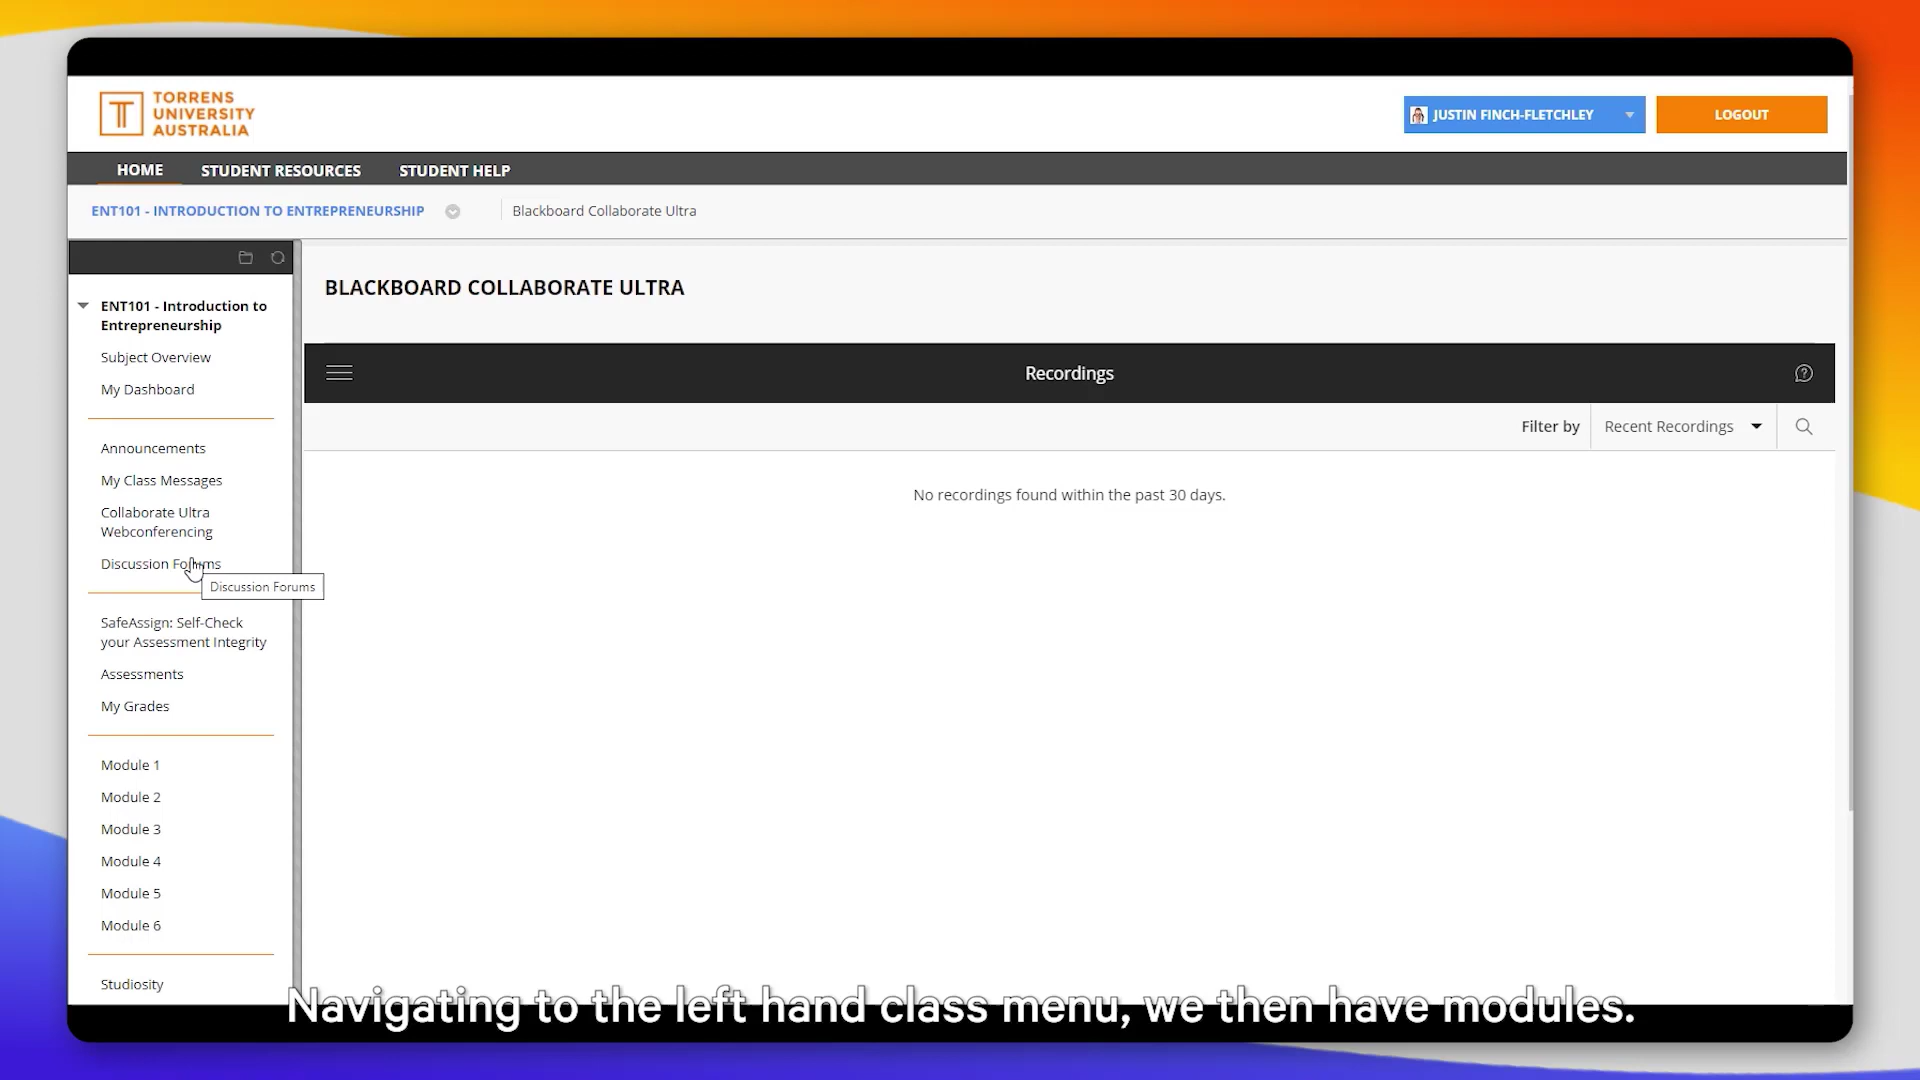 TORRENS
UNIVERSITY
AUSTRALIA
JUSTIN FINCH-FLETCHLEY
LOGOUT
HOME
STUDENT RESOURCES
STUDENT HELP
ENT101 - INTRODUCTION TO ENTREPRENEURSHIP
Blackboard Collaborate Ultra
ENT101 - Introduction to
Entrepreneurship
Subject Overview
My Dashboard
Announcements
My Class Messages
Collaborate Ultra
Webconferencing
Discussion Forums
Discussion Forums
SafeAssign: Self-Check
your Assessment Integrity
Assessments
My Grades
Module 1
Module 2
Module 3
Module 4
Module 5
Module 6
Studiosity
BLACKBOARD COLLABORATE ULTRA
Recordings
Filter by
Recent Recordings
No recordings found within the past 30 days.
Navigating to the left hand class menu, we then have modules.